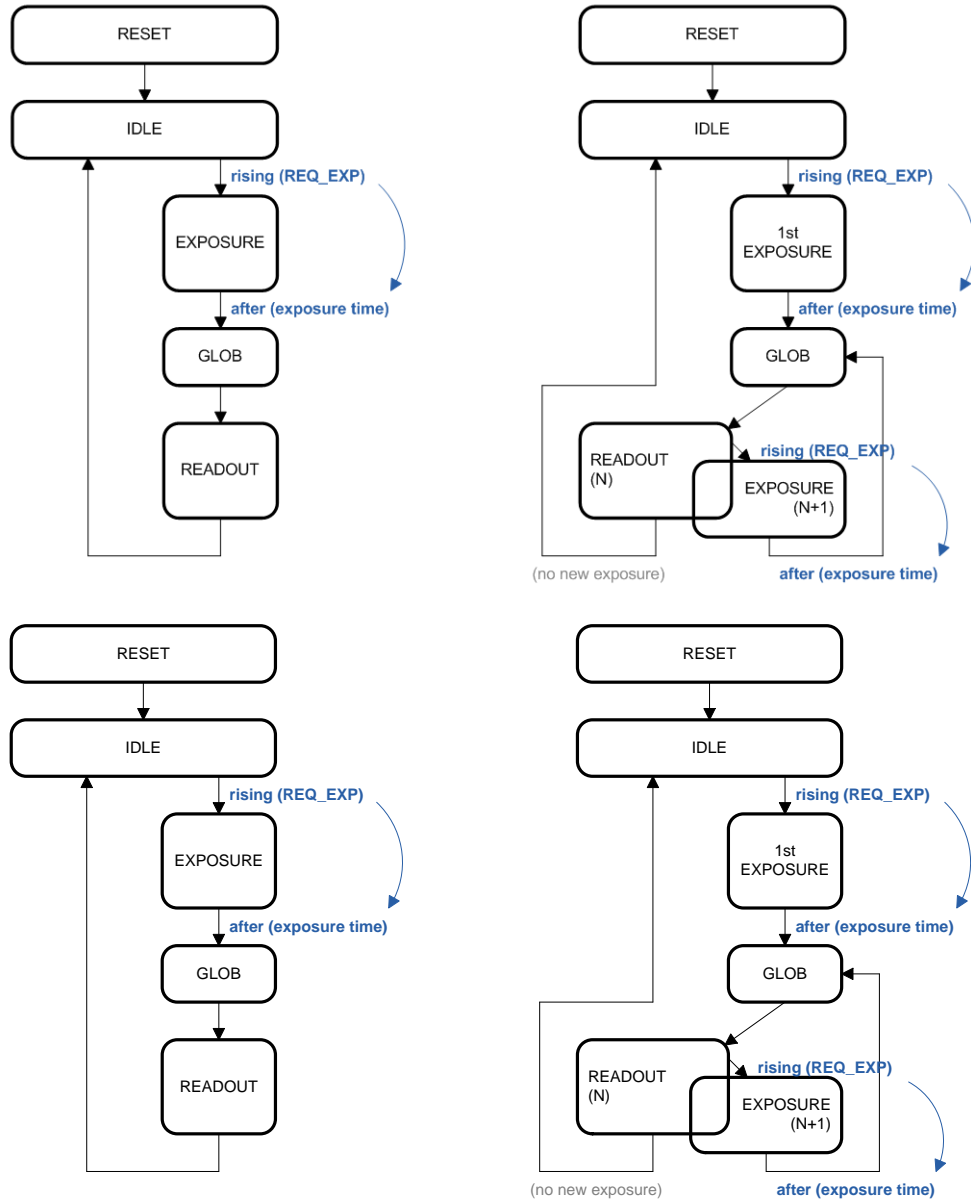 RESET
IDLE
rising (REQ_EXP)
EXPOSURE
after (exposure time)
GLOB
READOUT
RESET
IDLE
rising (REQ_EXP)
1st
EXPOSURE
after (exposure time)
GLOB
rising (REQ_EXP)
READOUT
(N)
EXPOSURE
(N+1)
(no new exposure)
after (exposure time)
RESET
IDLE
rising (REQ_EXP)
EXPOSURE
after (exposure time)
GLOB
READOUT
RESET
IDLE
rising (REQ_EXP)
1st
EXPOSURE
after (exposure time)
GLOB
rising (REQ_EXP)
READOUT
(N)
EXPOSURE
(N+1)
(no new exposure)
after (exposure time)